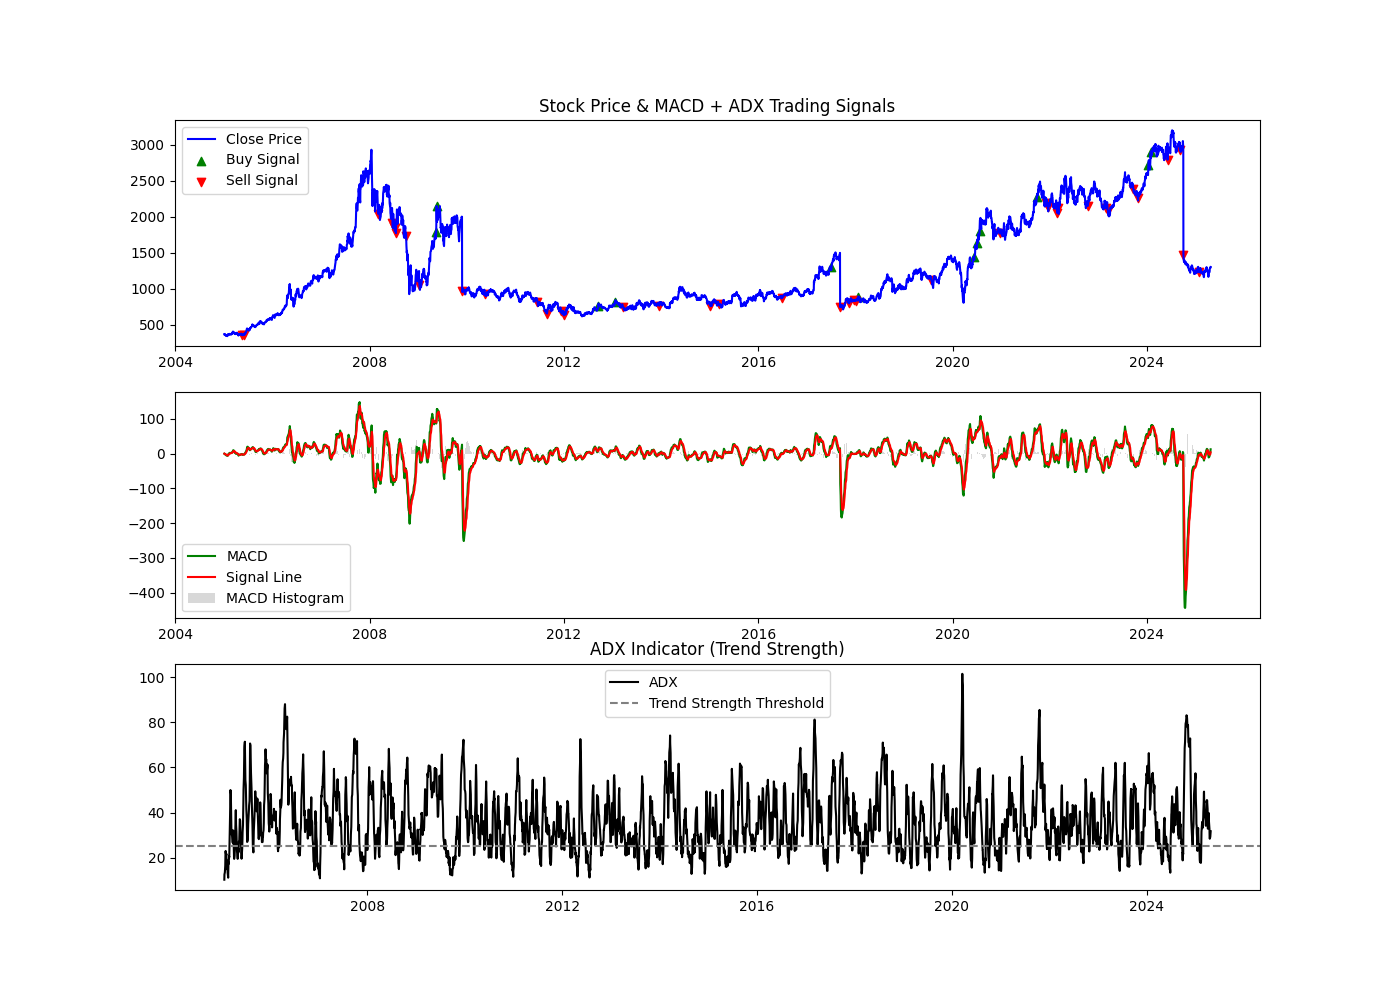 Stock Price & MACD + ADX Trading Signals
Close Price
Buy Signal
Sell Signal
3000
2500
2000
1500
1000
500
2004 2008 2012 2016 2020 2024
100
0
−100
−200
−300
−400
MACD
Signal Line
MACD Histogram
2004 2008 2012 2016 2020 2024
ADX Indicator (Trend Strength)
ADX
Trend Strength Threshold
100
80
60
40
20
2008 2012 2016 2020 2024